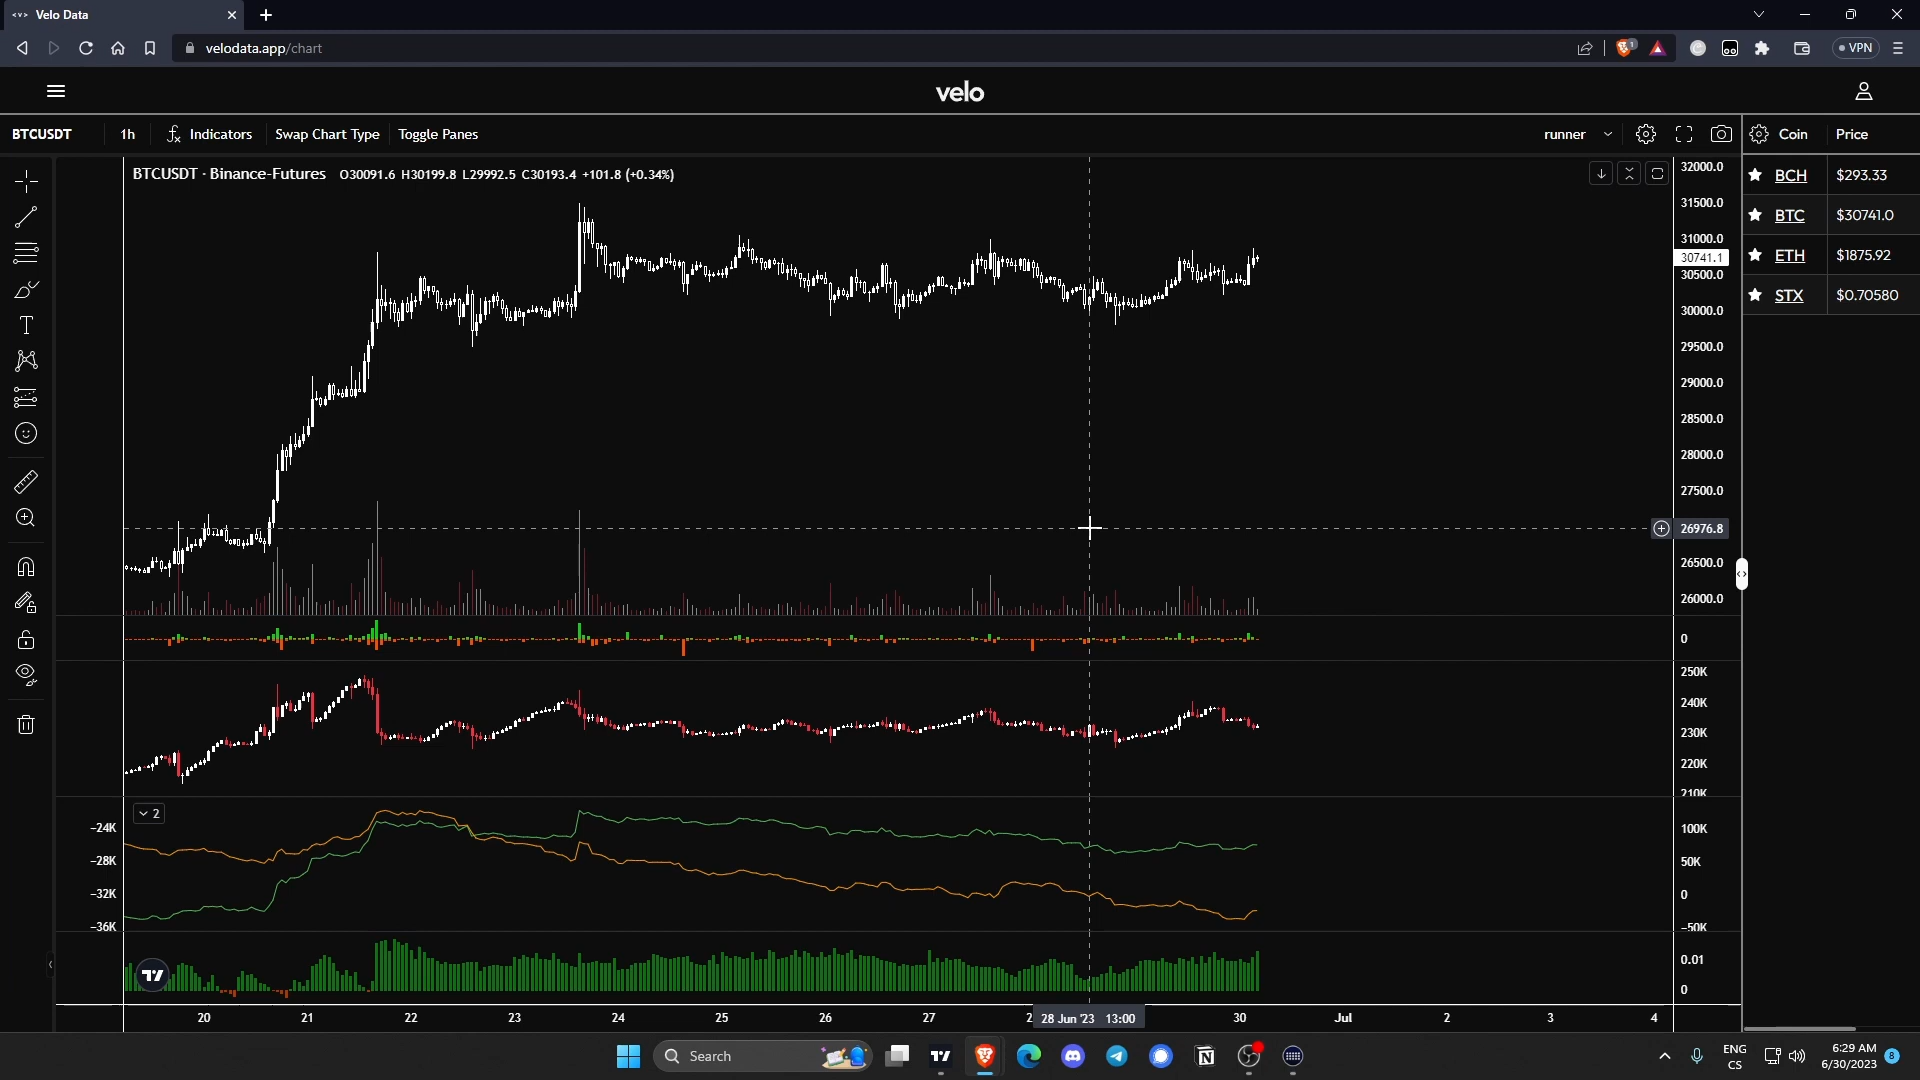 Velo Data
velodata.app/chart
VPN
velo
BTCUSDT 1h Indicators Swap Chart Type Toggle Panes runner
Coin Price
BTCUSDT · Binance-Futures O30091.6 H30199.8 L29992.5 C30193.4 +101.8 (+0.34%)
BCH $293.33
BTC $30741.0
ETH $1875.92
STX $0.70580
32000.0
31500.0
31000.0
30741.1
30500.0
30000.0
29500.0
29000.0
28500.0
28000.0
27500.0
26976.8
26500.0
26000.0
0
250K
240K
230K
220K
210K
2
-24K
-28K
-32K
-36K
100K
50K
0
-50K
0.01
0
20 21 22 23 24 25 26 27 2 28 Jun '23 13:00 30 Jul 2 3 4
Search
ENG
CS
6:29 AM
6/30/2023
8